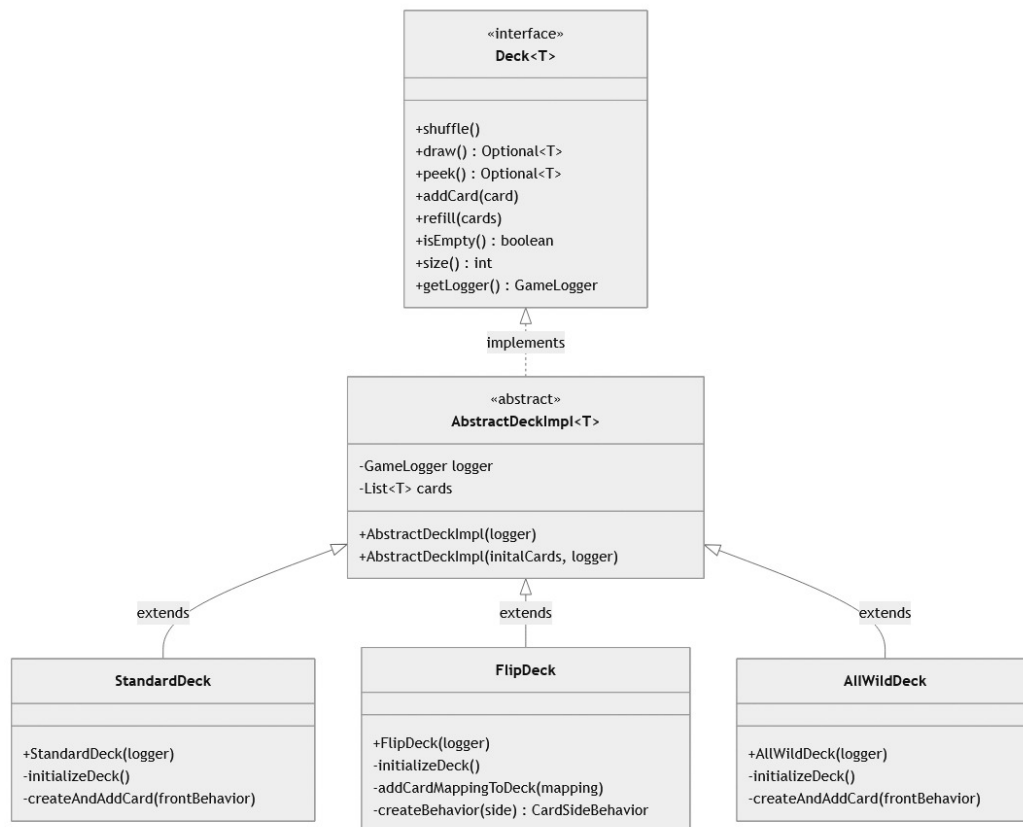 «interface»
Deck<T>
+shuffle()
+draw() : Optional<T>
+peek() : Optional<T>
+addCard(card)
+refill(cards)
+isEmpty() : boolean
+size() : int
+getLogger() : GameLogger
implements
«abstract»
AbstractDeckImpl<T>
-GameLogger logger
-List<T> cards
+AbstractDeckImpl(logger)
+AbstractDeckImpl(initalCards, logger)
extends
extends
extends
StandardDeck
+StandardDeck(logger)
-initializeDeck()
-createAndAddCard(frontBehavior)
FlipDeck
+FlipDeck(logger)
-initializeDeck()
-addCardMappingToDeck(mapping)
-createBehavior(side) : CardSideBehavior
AllWildDeck
+AllWildDeck(logger)
-initializeDeck()
-createAndAddCard(frontBehavior)